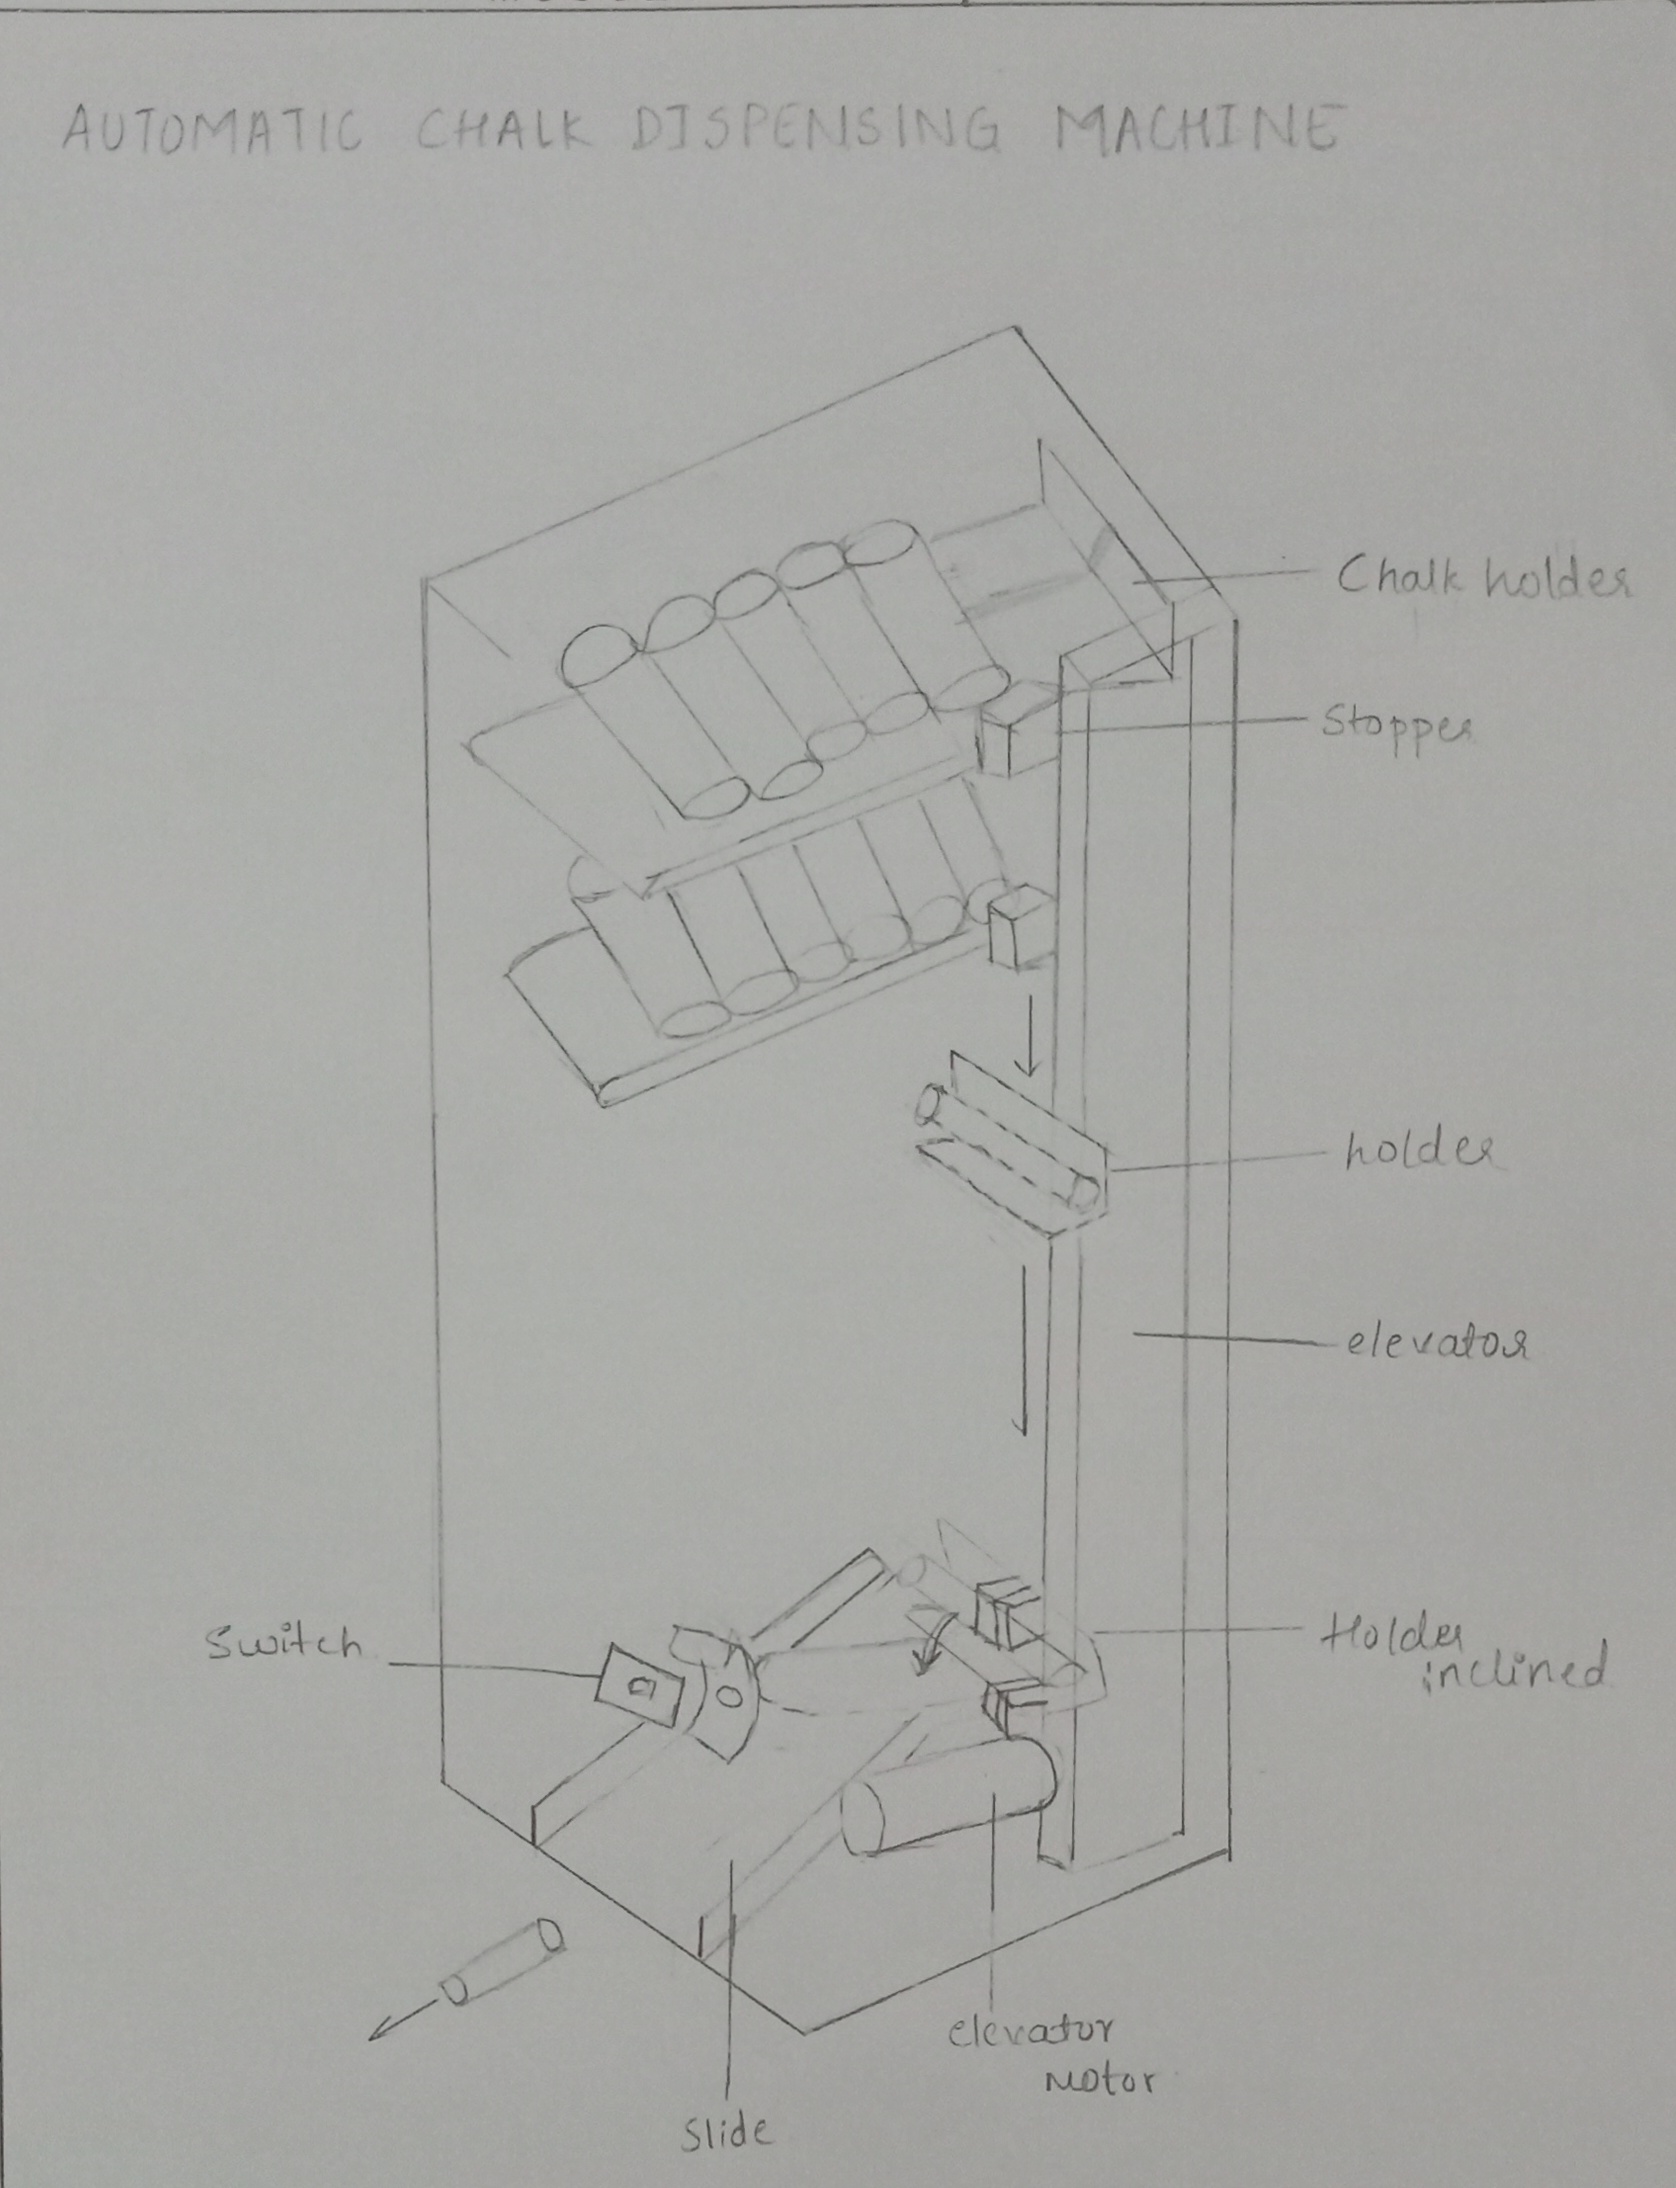 AUTOMATIC CHALK DISPENSING MACHINE
Chalk holder
Stopper
holder
elevator
Switch
Holder
inclined
elevator
motor
Slide